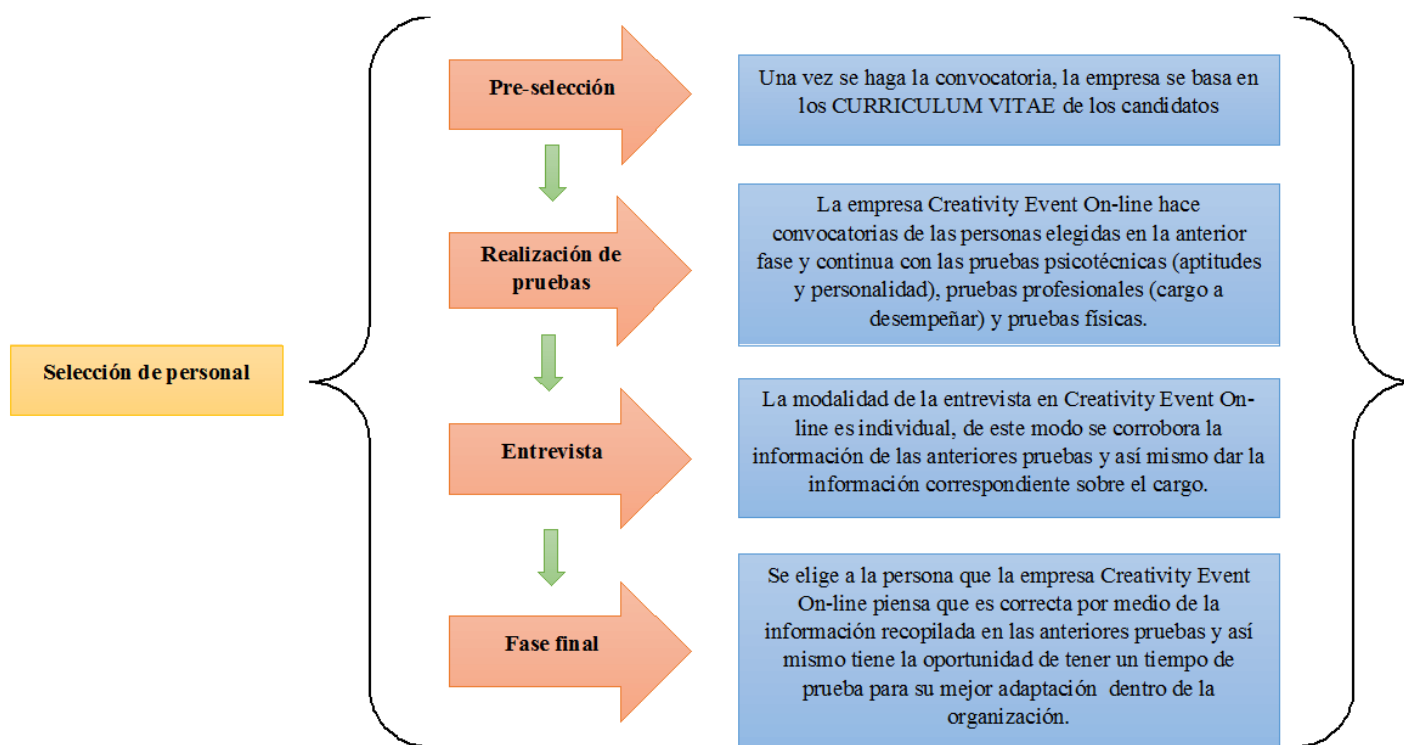 Selección de personal
Pre-selección
Una vez se haga la convocatoria, la empresa se basa en
los CURRICULUM VITAE de los candidatos
Realización de
pruebas
La empresa Creativity Event On-line hace
convocatorias de las personas elegidas en la anterior
fase y continua con las pruebas psicotécnicas (aptitudes
y personalidad), pruebas profesionales (cargo a
desempeñar) y pruebas físicas.
Entrevista
La modalidad de la entrevista en Creativity Event On-
line es individual, de este modo se corrobora la
información de las anteriores pruebas y así mismo dar la
información correspondiente sobre el cargo.
Fase final
Se elige a la persona que la empresa Creativity Event
On-line piensa que es correcta por medio de la
información recopilada en las anteriores pruebas y así
mismo tiene la oportunidad de tener un tiempo de
prueba para su mejor adaptación dentro de la
organización.